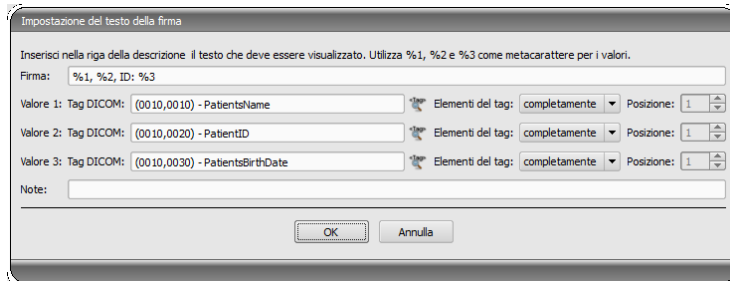 Impostazione del testo della firma
Inserisci nella riga della descrizione il testo che deve essere visualizzato. Utilizza %1, %2 e %3 come metacarattere per i valori.
Firma: %1, %2, ID: %3
Valore 1: Tag DICOM: (0010,0010) - PatientsName Elementi del tag: completamente Posizione: 1
Valore 2: Tag DICOM: (0010,0020) - PatientID Elementi del tag: completamente Posizione: 1
Valore 3: Tag DICOM: (0010,0030) - PatientsBirthDate Elementi del tag: completamente Posizione: 1
Note:
OK Annulla